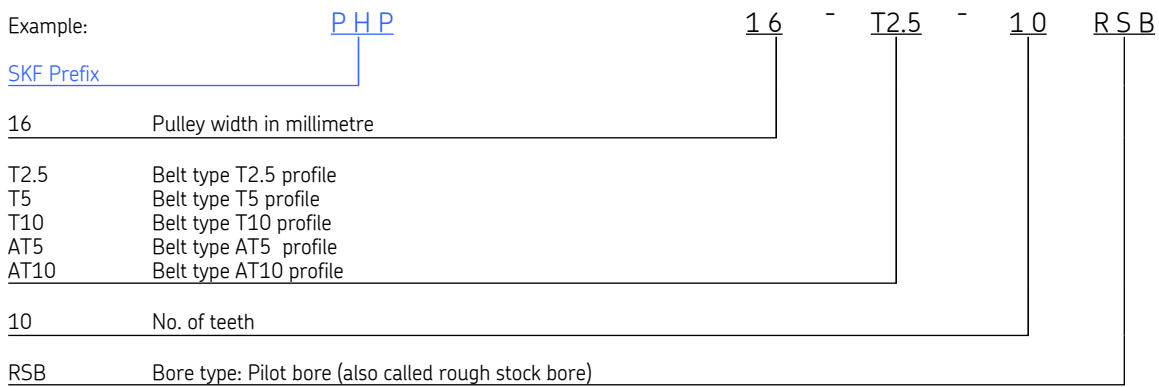 Example: P H P 1 6 - T2.5 - 1 0 R S B
SKF Prefix
16 Pulley width in millimetre
T2.5 Belt type T2.5 profile
T5 Belt type T5 profile
T10 Belt type T10 profile
AT5 Belt type AT5 profile
AT10 Belt type AT10 profile
10 No. of teeth
RSB Bore type: Pilot bore (also called rough stock bore)